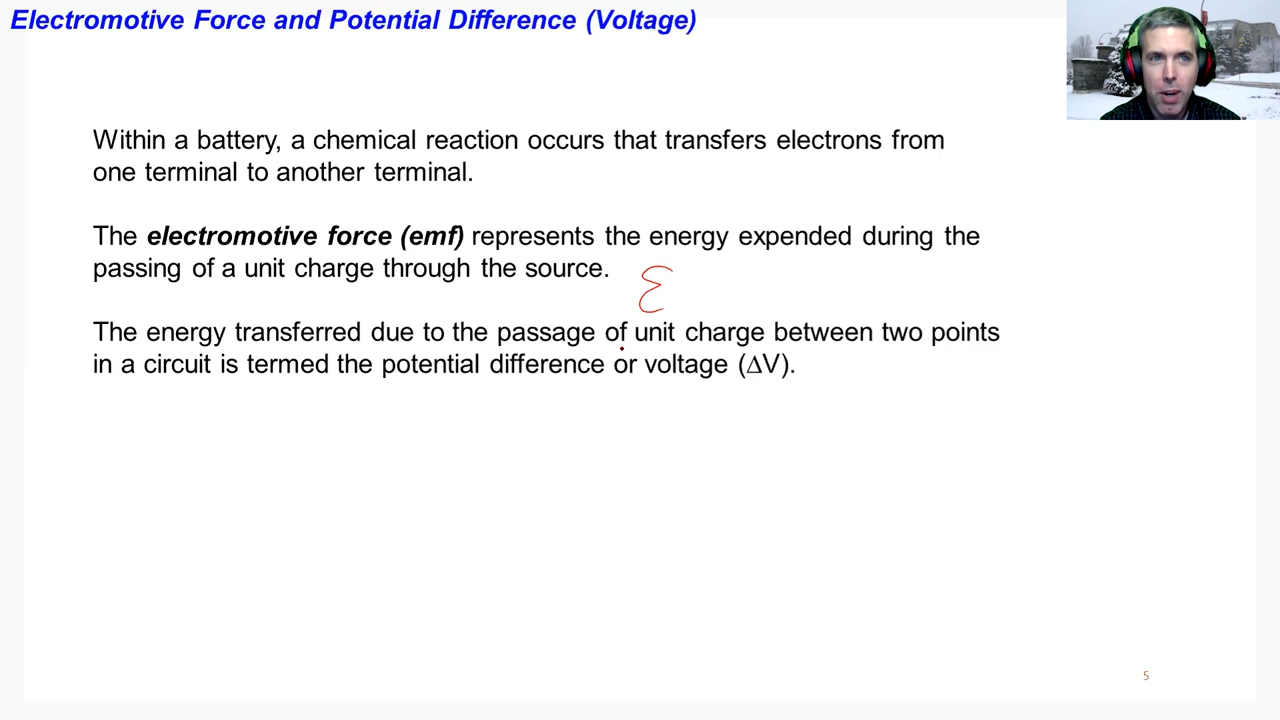 Electromotive Force and Potential Difference (Voltage)
Within a battery, a chemical reaction occurs that transfers electrons from
one terminal to another terminal.
The electromotive force (emf) represents the energy expended during the
passing of a unit charge through the source.
ℰ
The energy transferred due to the passage of unit charge between two points
in a circuit is termed the potential difference or voltage (∆V).
5